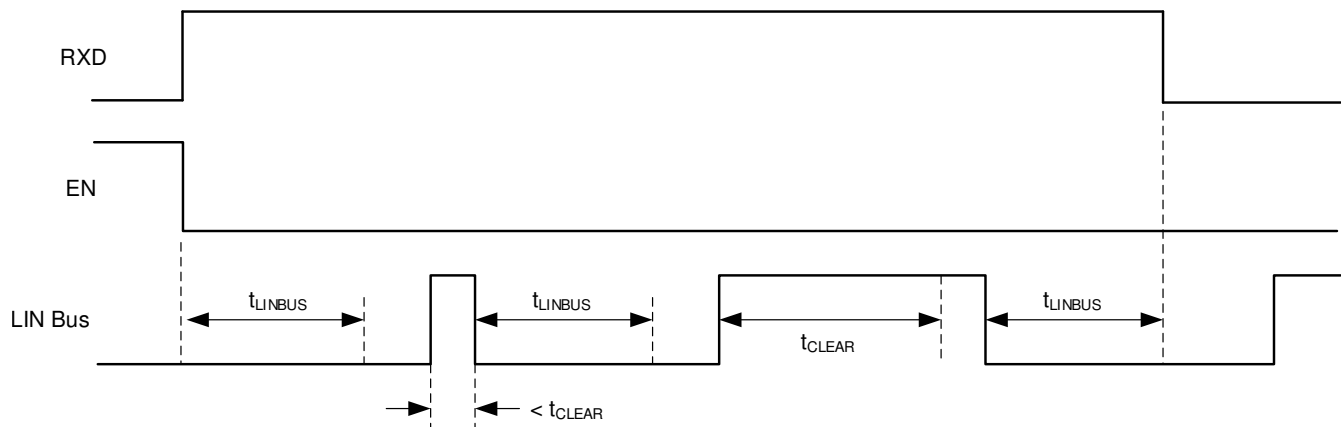 RXD
EN
LIN Bus
tLINBUS
tLINBUS
tCLEAR
tLINBUS
< tCLEAR